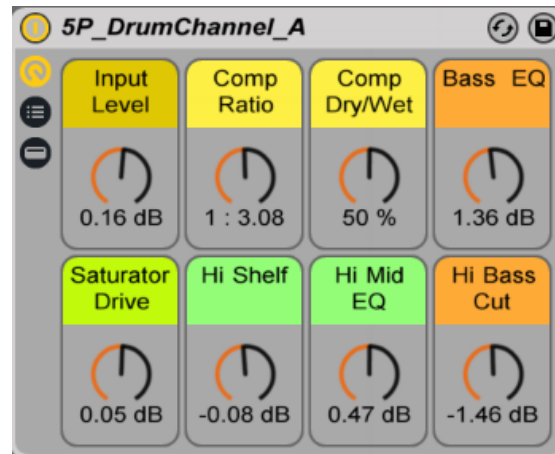 5P_DrumChannel_A
Input Level
0.16 dB
Comp Ratio
1 : 3.08
Comp Dry/Wet
50 %
Bass EQ
1.36 dB
Saturator Drive
0.05 dB
Hi Shelf
-0.08 dB
Hi Mid EQ
0.47 dB
Hi Bass Cut
-1.46 dB